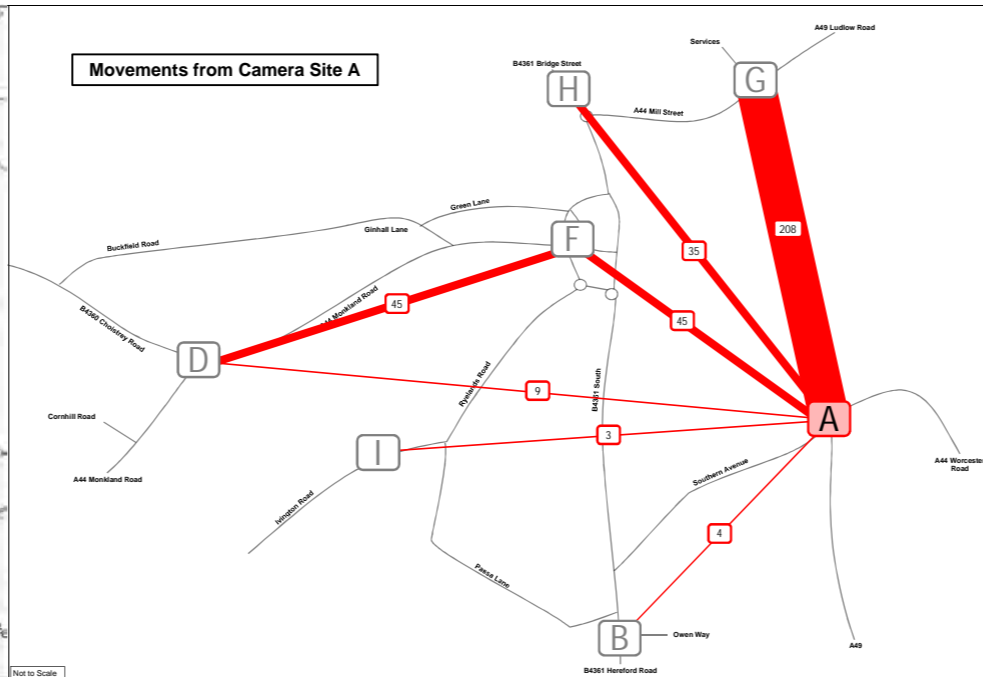 A49 Ludlow Road
Services
Movements from Camera Site A
B4361 Bridge Street
H
G
A44 Mill Street
Green Lane
Ginhall Lane
208
Buckfield Road
F
35
45
A44 Monkland Road
45
B4360 Cholstrey Road
D
Ryelands Road
B4361 South
9
A
Cornhill Road
3
I
A44 Worcester
Road
A44 Monkland Road
Southern Avenue
Ivington Road
4
Passa Lane
B
Owen Way
A49
B4361 Hereford Road
Not to Scale